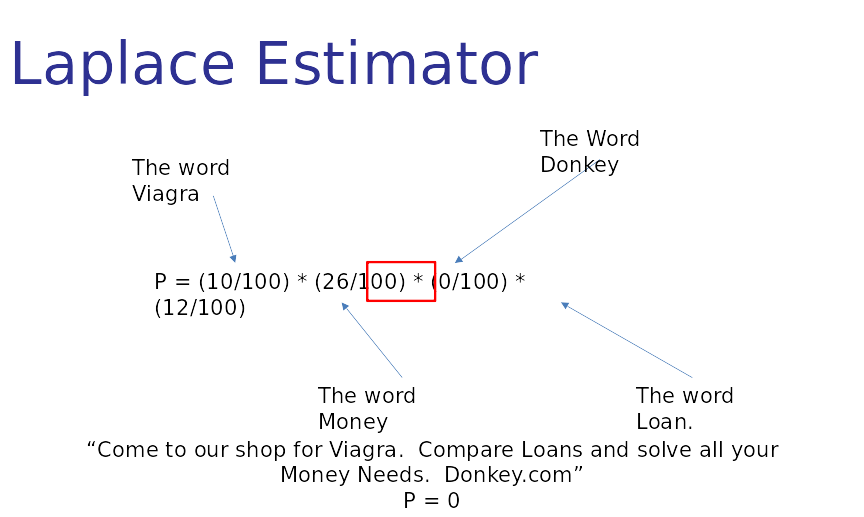 Laplace Estimator
The Word
Donkey
The word
Viagra
P = (10/100) * (26/100) * (0/100) *
(12/100)
The word
Money
The word
Loan.
“Come to our shop for Viagra.  Compare Loans and solve all your
Money Needs.  Donkey.com”
P = 0